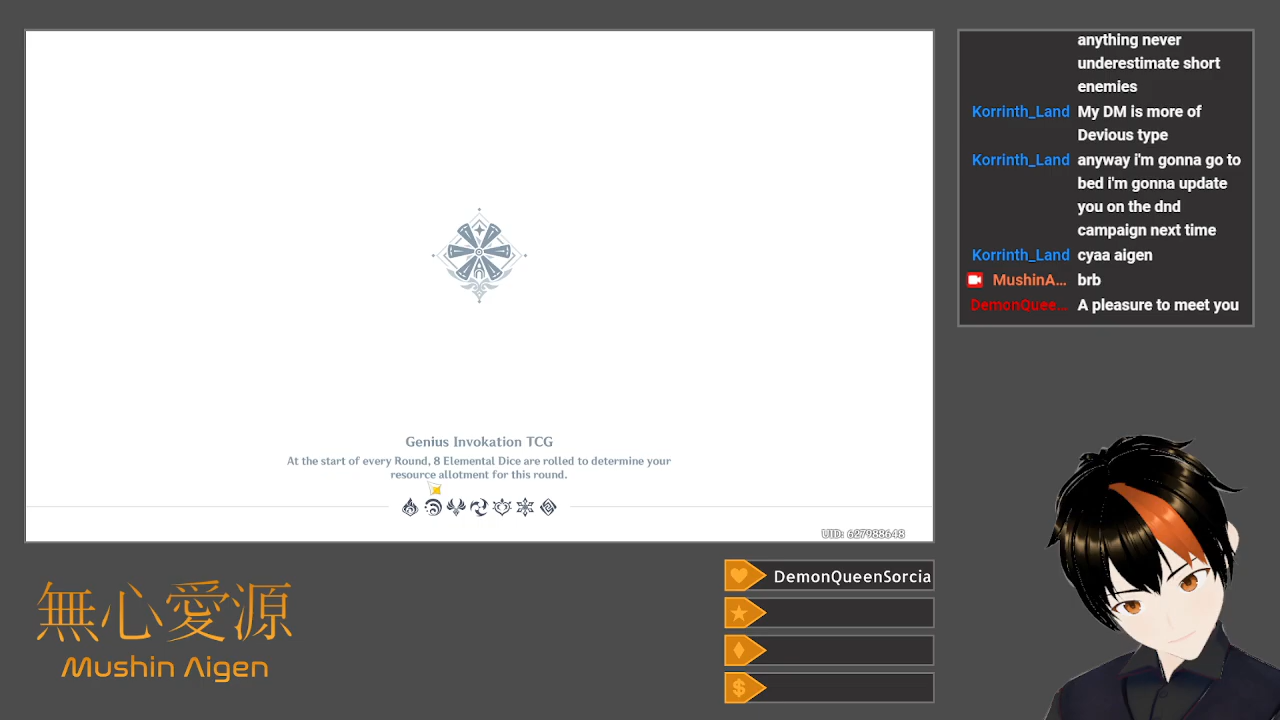 Genius Invokation TCG
At the start of every Round, 8 Elemental Dice are rolled to determine your
resource allotment for this round.
UID: 627988648
anything never
underestimate short
enemies
Korrinth_Land My DM is more of
Devious type
Korrinth_Land anyway i'm gonna go to
bed i'm gonna update
you on the dnd
campaign next time
Korrinth_Land cyaa aigen
MushinA... brb
DemonQuee... A pleasure to meet you
無心愛源
Mushin Aigen
DemonQueenSorcia